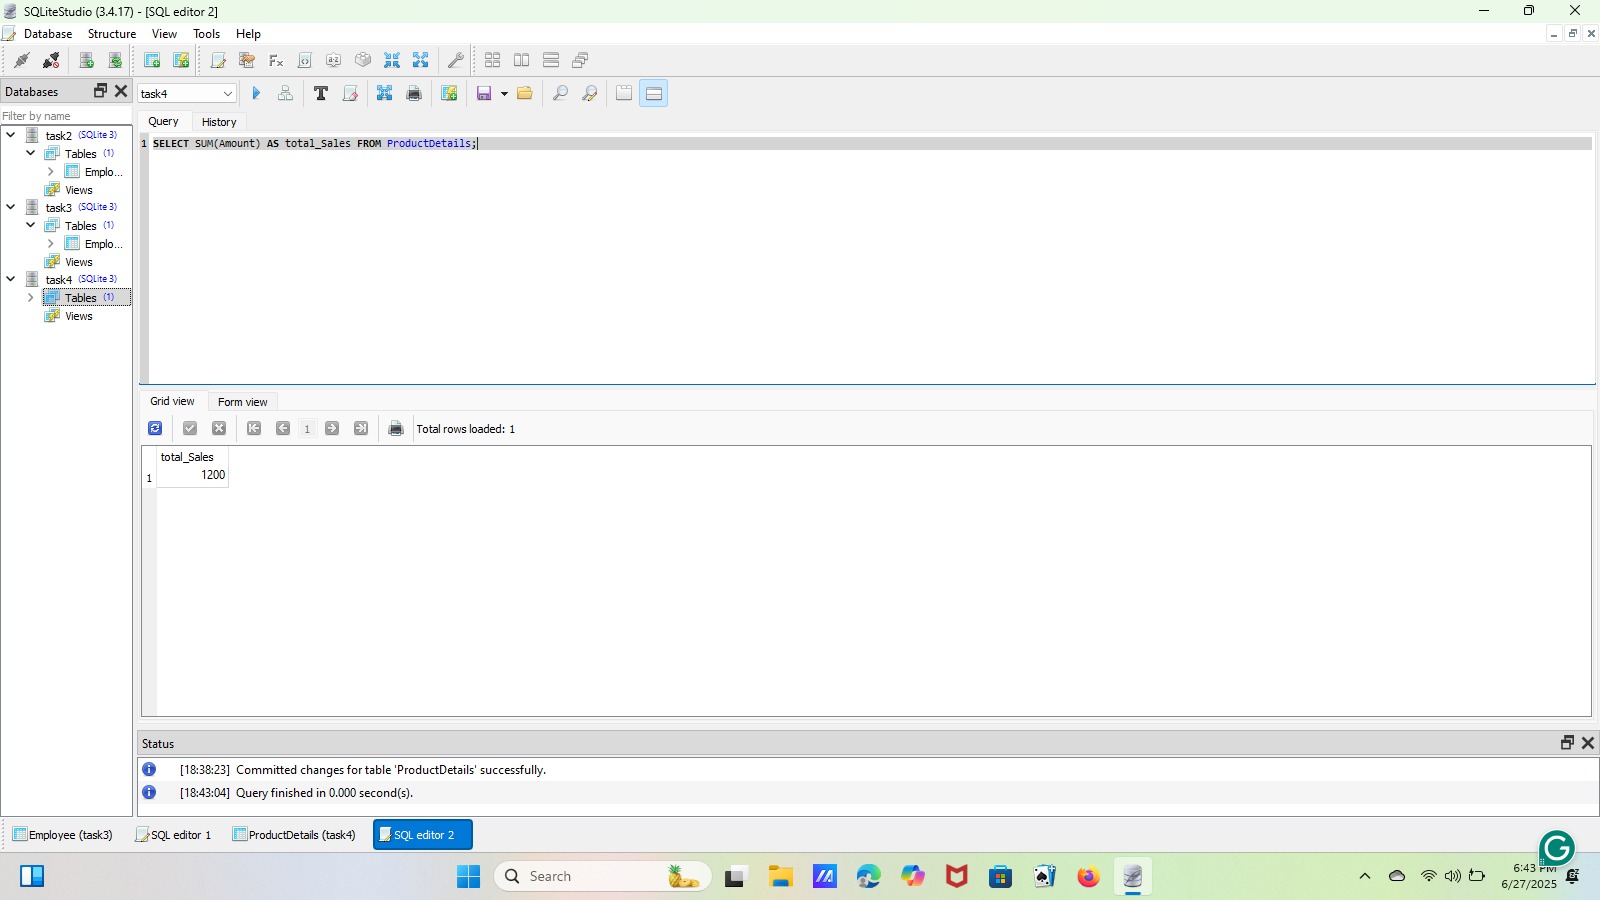 SQLiteStudio (3.4.17) - [SQL editor 2]
Database Structure View Tools Help
Databases
task4
Filter by name
Query History
task2 (SQLite 3)
Tables (1)
Emplo...
Views
task3 (SQLite 3)
Tables (1)
Emplo...
Views
task4 (SQLite 3)
Tables (1)
Views
1 SELECT SUM(Amount) AS total_Sales FROM ProductDetails;
Grid view Form view
1 Total rows loaded: 1
total_Sales
1 1200
Status
[18:38:23] Committed changes for table 'ProductDetails' successfully.
[18:43:04] Query finished in 0.000 second(s).
Employee (task3) SQL editor 1 ProductDetails (task4) SQL editor 2
Search
6:43 PM
6/27/2025